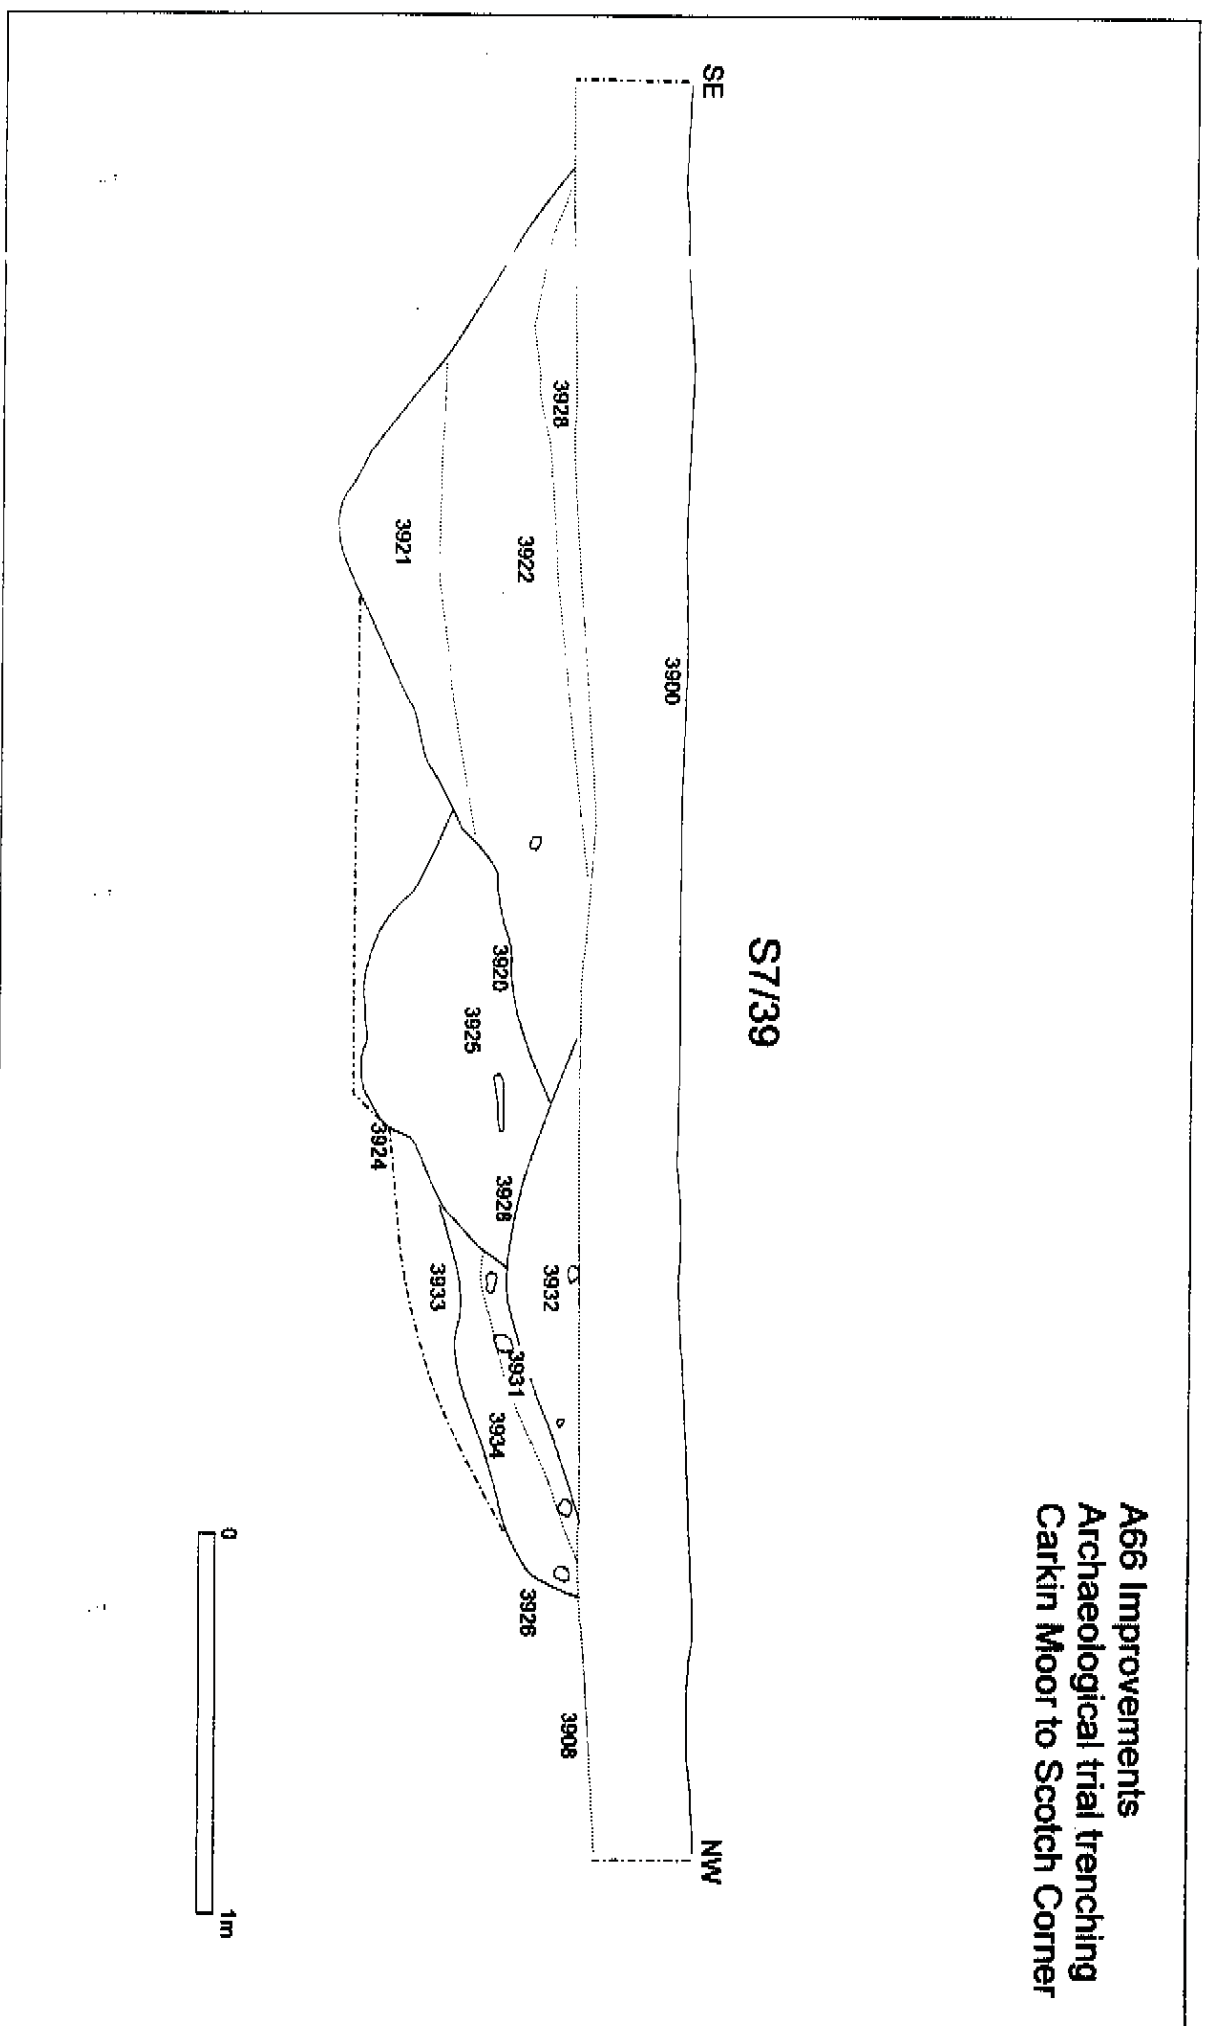 A66 Improvements
Archaeological trial trenching
Carkin Moor to Scotch Corner
S7/39
SE
NW
3900
3928
3922
3921
3920
3925
3928
3932
3924
3933
3931
3934
3926
3908
0
1m